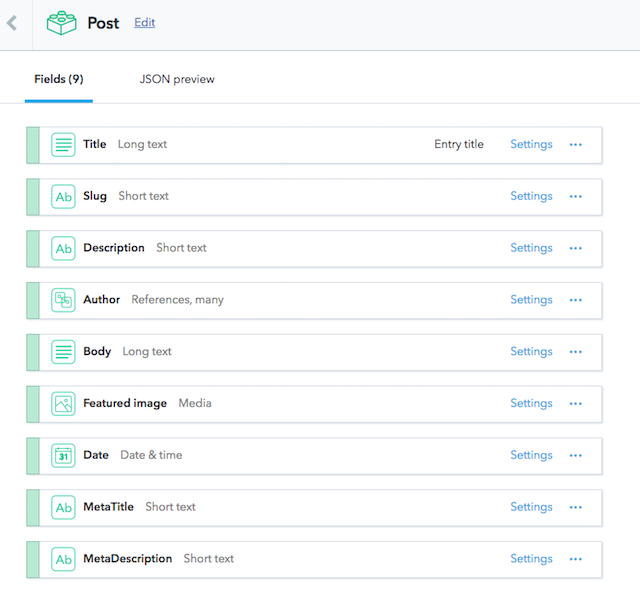 Post Edit
Fields (9) JSON preview
Title Long text Entry title Settings ...
Ab Slug Short text Settings ...
Ab Description Short text Settings ...
Author References, many Settings ...
Body Long text Settings ...
Featured image Media Settings ...
31 Date Date & time Settings ...
Ab MetaTitle Short text Settings ...
Ab MetaDescription Short text Settings ...